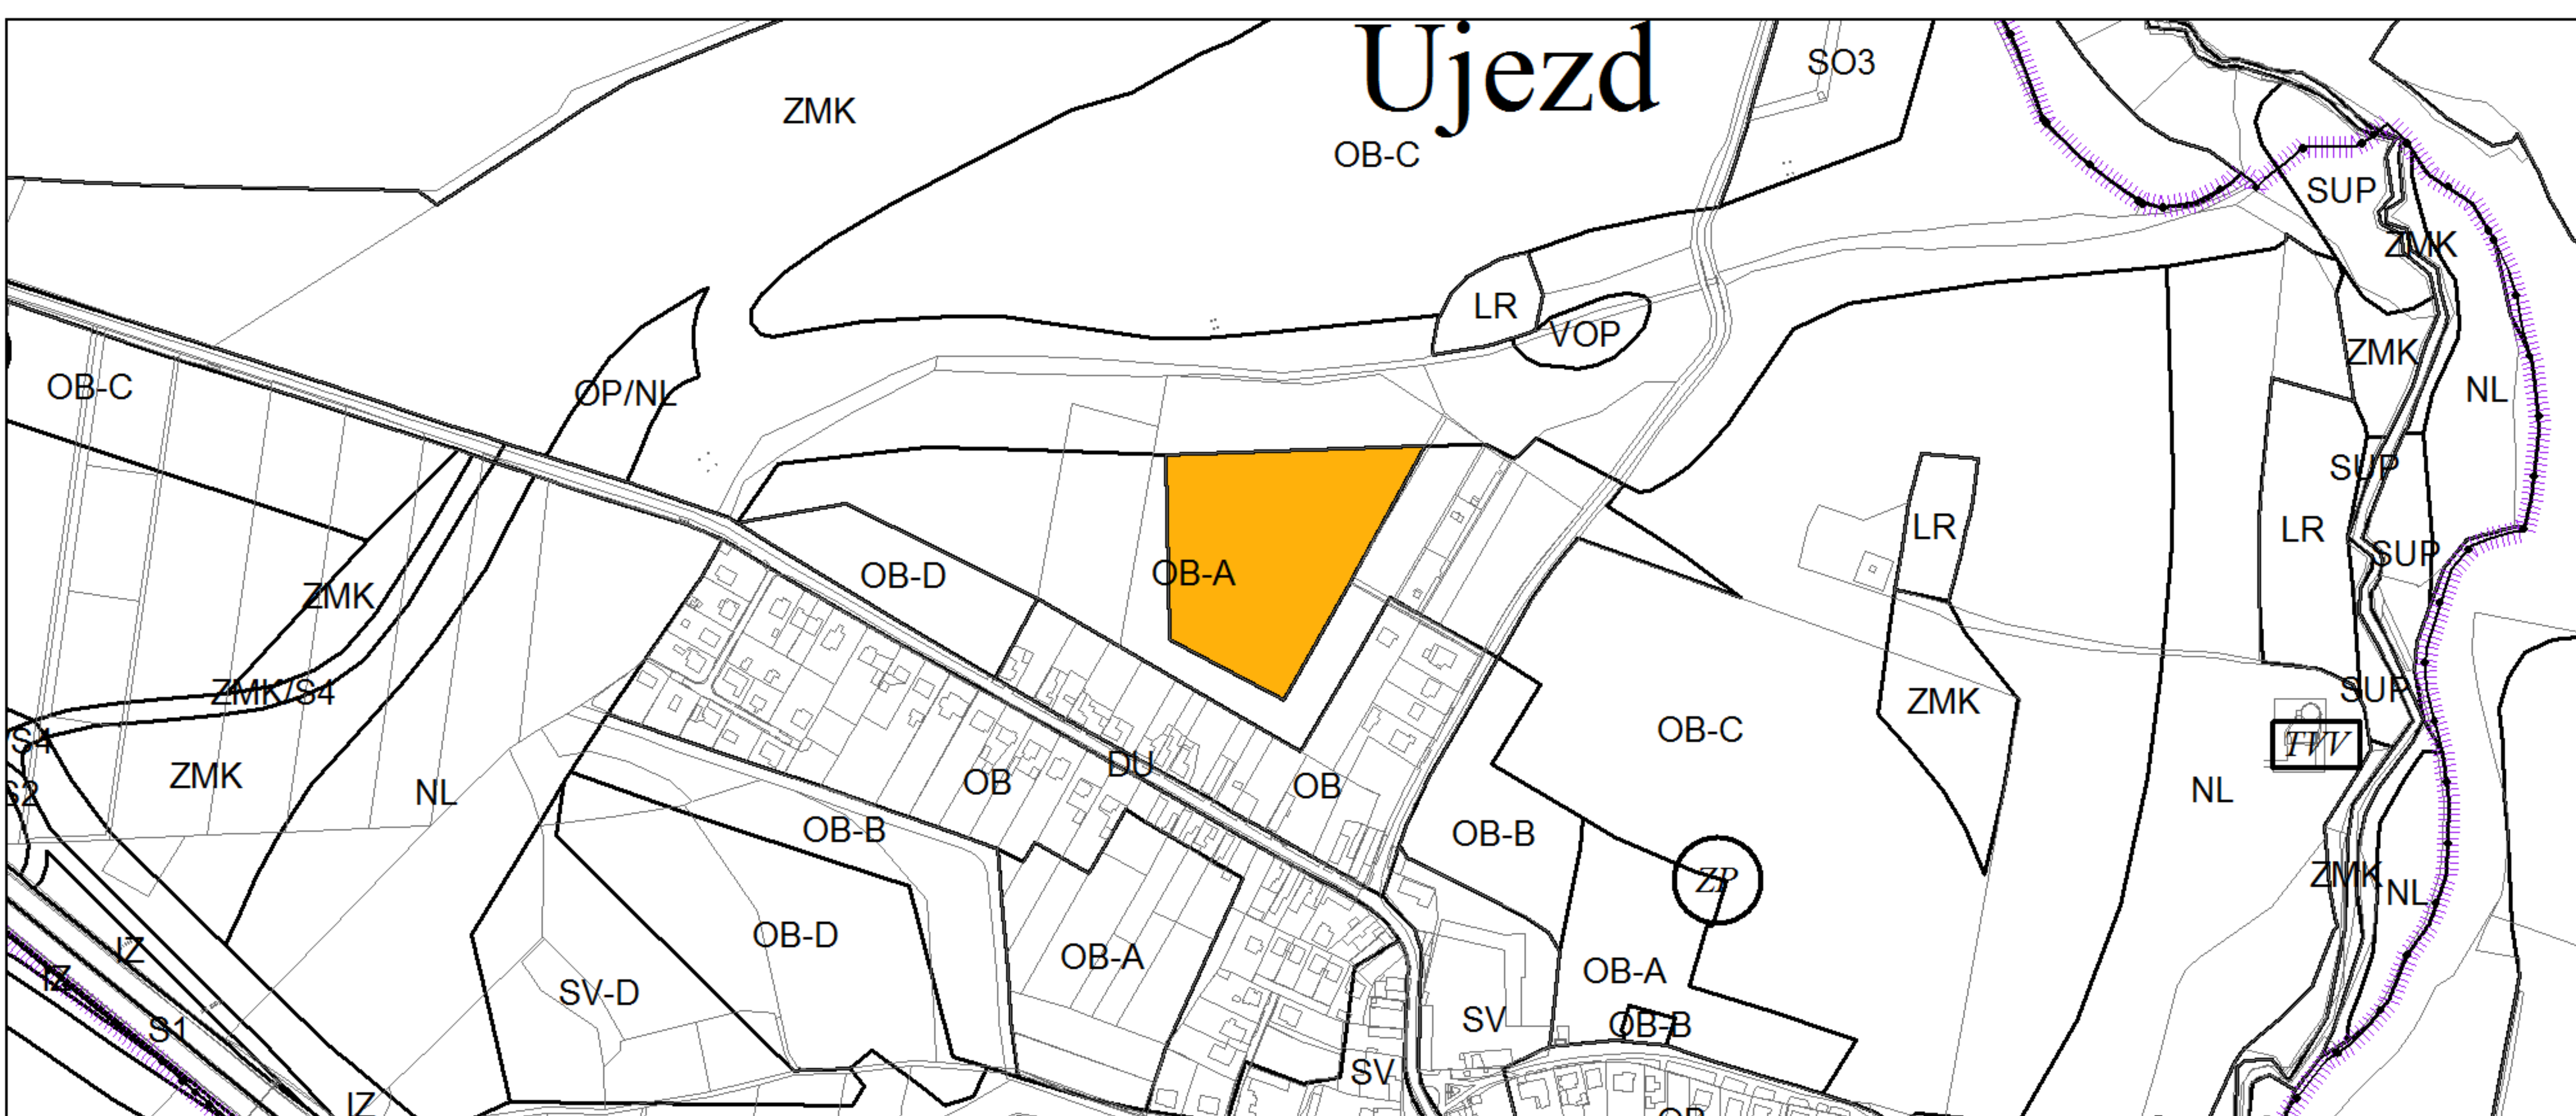 Ujezd
SO3
ZMK
OB-C
SUP
ZMK
LR
VOP
ZMK
OB-C
OP/NL
NL
SUP
LR
LR
SUP
OB-D
OB-A
ZMK
ZMK/S4
SUP
ZMK
OB-C
S4
TVV
DU
ZMK
NL
OB
OB
NL
S2
OB-B
OB-B
ZP
ZMK
NL
OB-D
IZ
OB-A
OB-A
IZ
SV-D
SV
OB-B
S1
SV
IZ